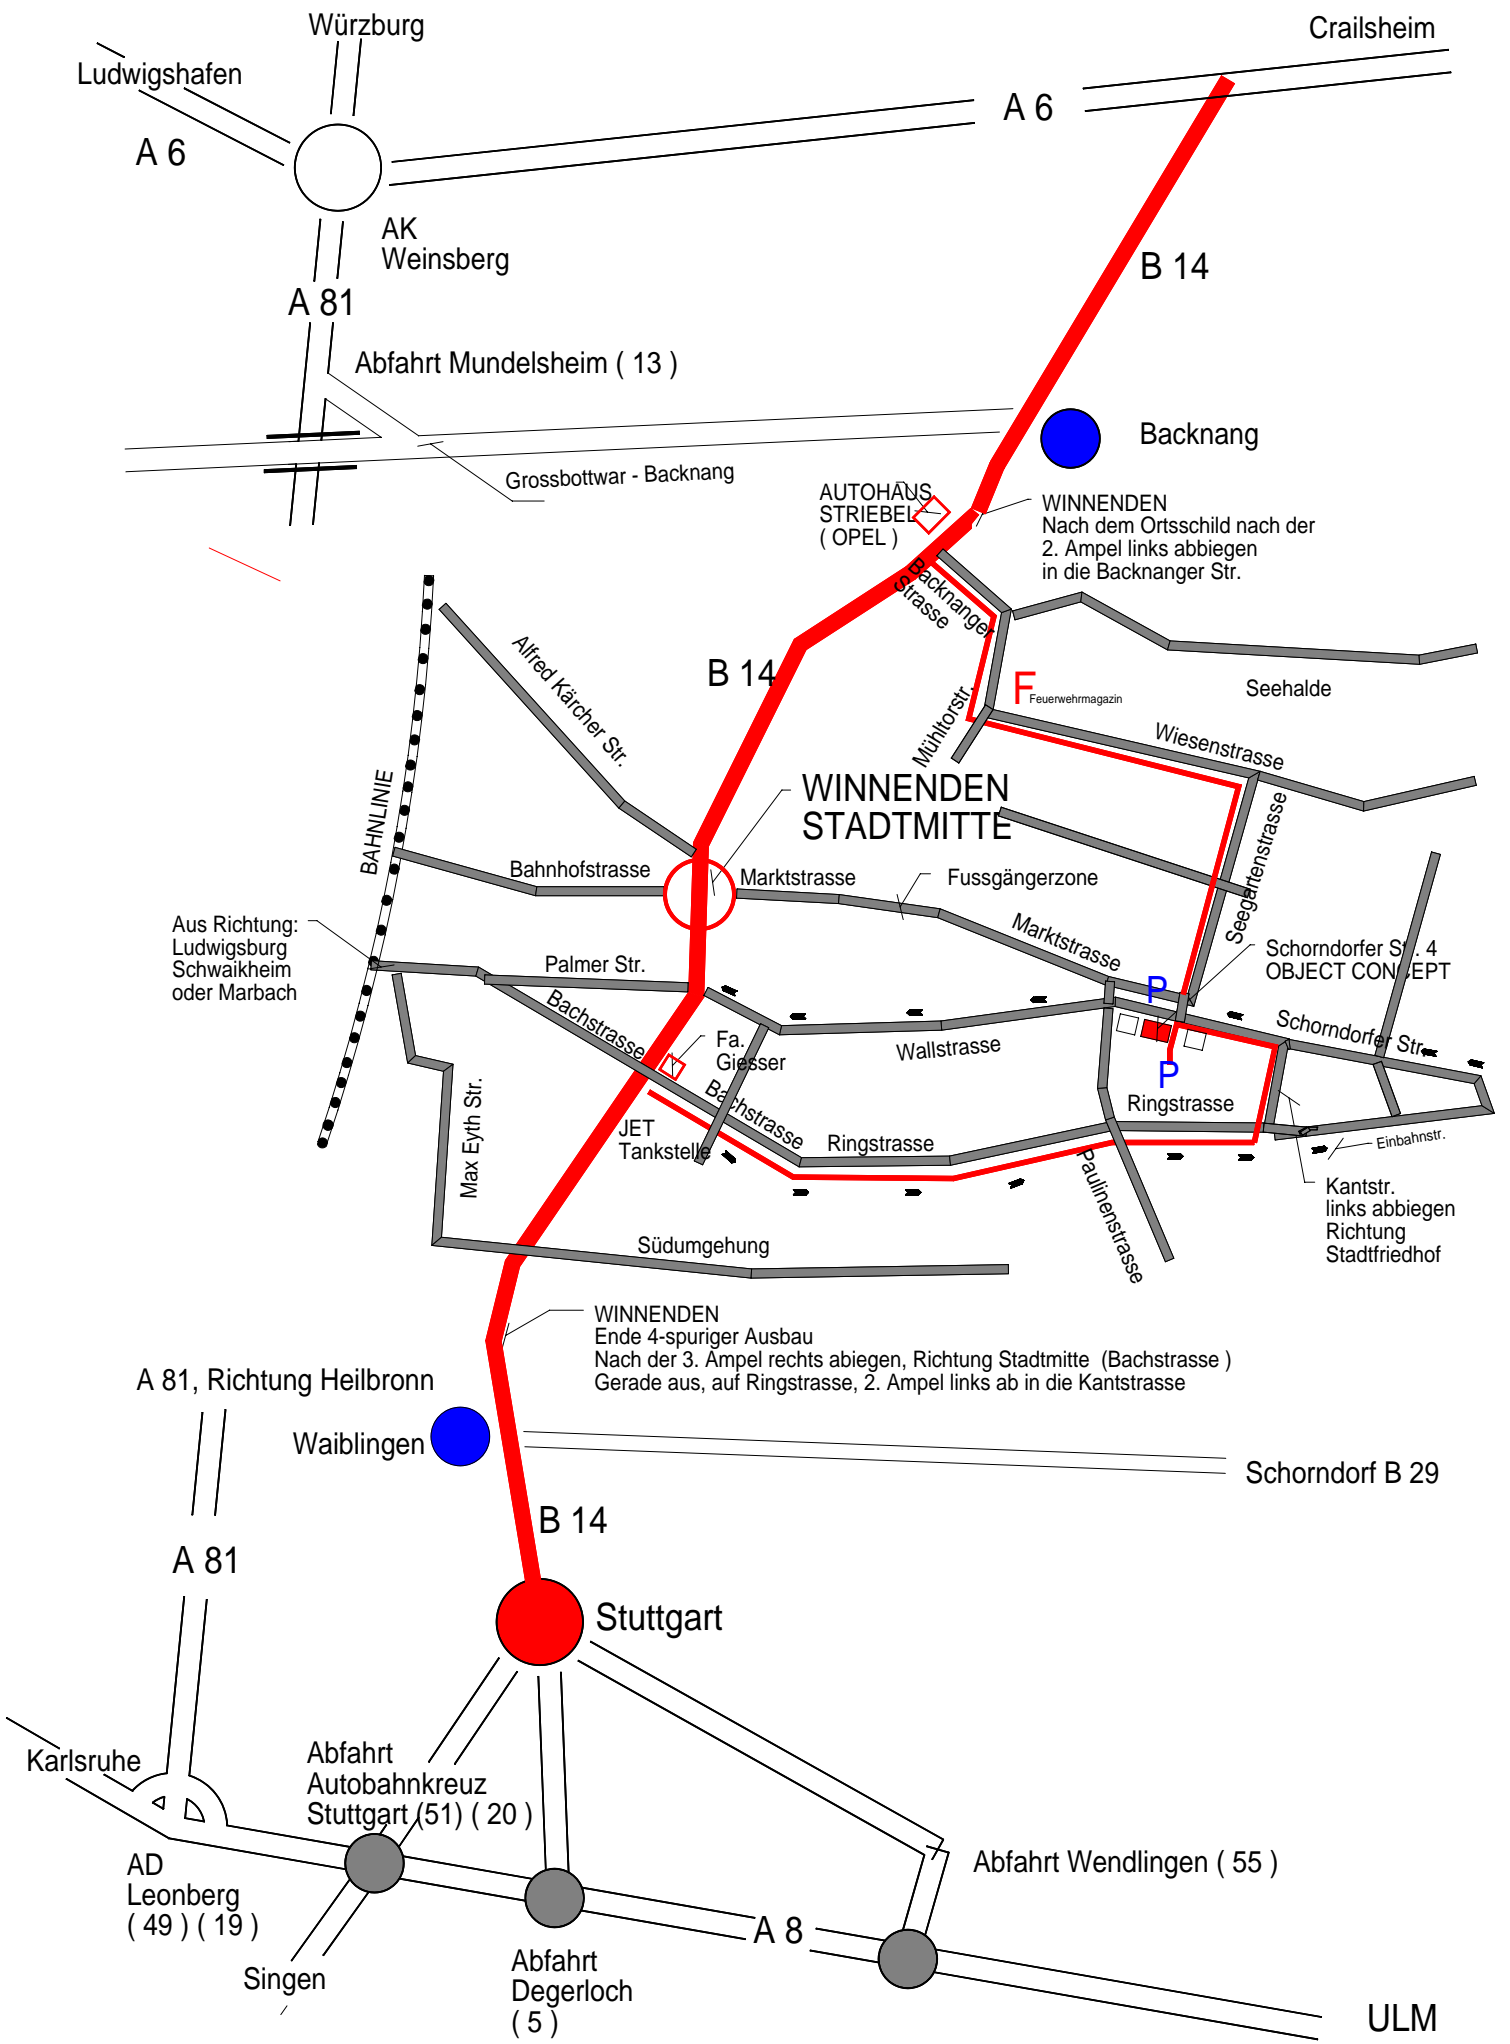 Würzburg
Crailsheim
Ludwigshafen
A 6
A 6
AK
Weinsberg
B 14
A 81
Abfahrt Mundelsheim ( 13 )
Backnang
Grossbottwar - Backnang
AUTOHAUS
STRIEBEL
( OPEL )
WINNENDEN
Nach dem Ortsschild nach der
2. Ampel links abbiegen
in die Backnanger Str.
Backnanger
Strasse
Alfred Kärcher Str.
B 14
F
Feuerwehrmagazin
Seehalde
Mühltorstr.
Wiesenstrasse
WINNENDEN
STADTMITTE
BAHNLINIE
Seegartenstrasse
Bahnhofstrasse
Marktstrasse
Fussgängerzone
Aus Richtung:
Ludwigsburg
Schwaikheim
oder Marbach
Marktstrasse
Schorndorfer St. 4
OBJECT CONCEPT
Palmer Str.
P
Bachstrasse
Schorndorfer Str.
Fa.
Giesser
Wallstrasse
P
Max Eyth Str.
Bachstrasse
Ringstrasse
JET
Tankstelle
Ringstrasse
Einbahnstr.
Paulinenstrasse
Kantstr.
links abbiegen
Richtung
Stadtfriedhof
Südumgehung
WINNENDEN
Ende 4-spuriger Ausbau
Nach der 3. Ampel rechts abiegen, Richtung Stadtmitte (Bachstrasse )
Gerade aus, auf Ringstrasse, 2. Ampel links ab in die Kantstrasse
A 81, Richtung Heilbronn
Waiblingen
Schorndorf B 29
B 14
A 81
Stuttgart
Karlsruhe
Abfahrt
Autobahnkreuz
Stuttgart (51) ( 20 )
AD
Leonberg
( 49 ) ( 19 )
Abfahrt Wendlingen ( 55 )
A 8
Singen
Abfahrt
Degerloch
( 5 )
ULM